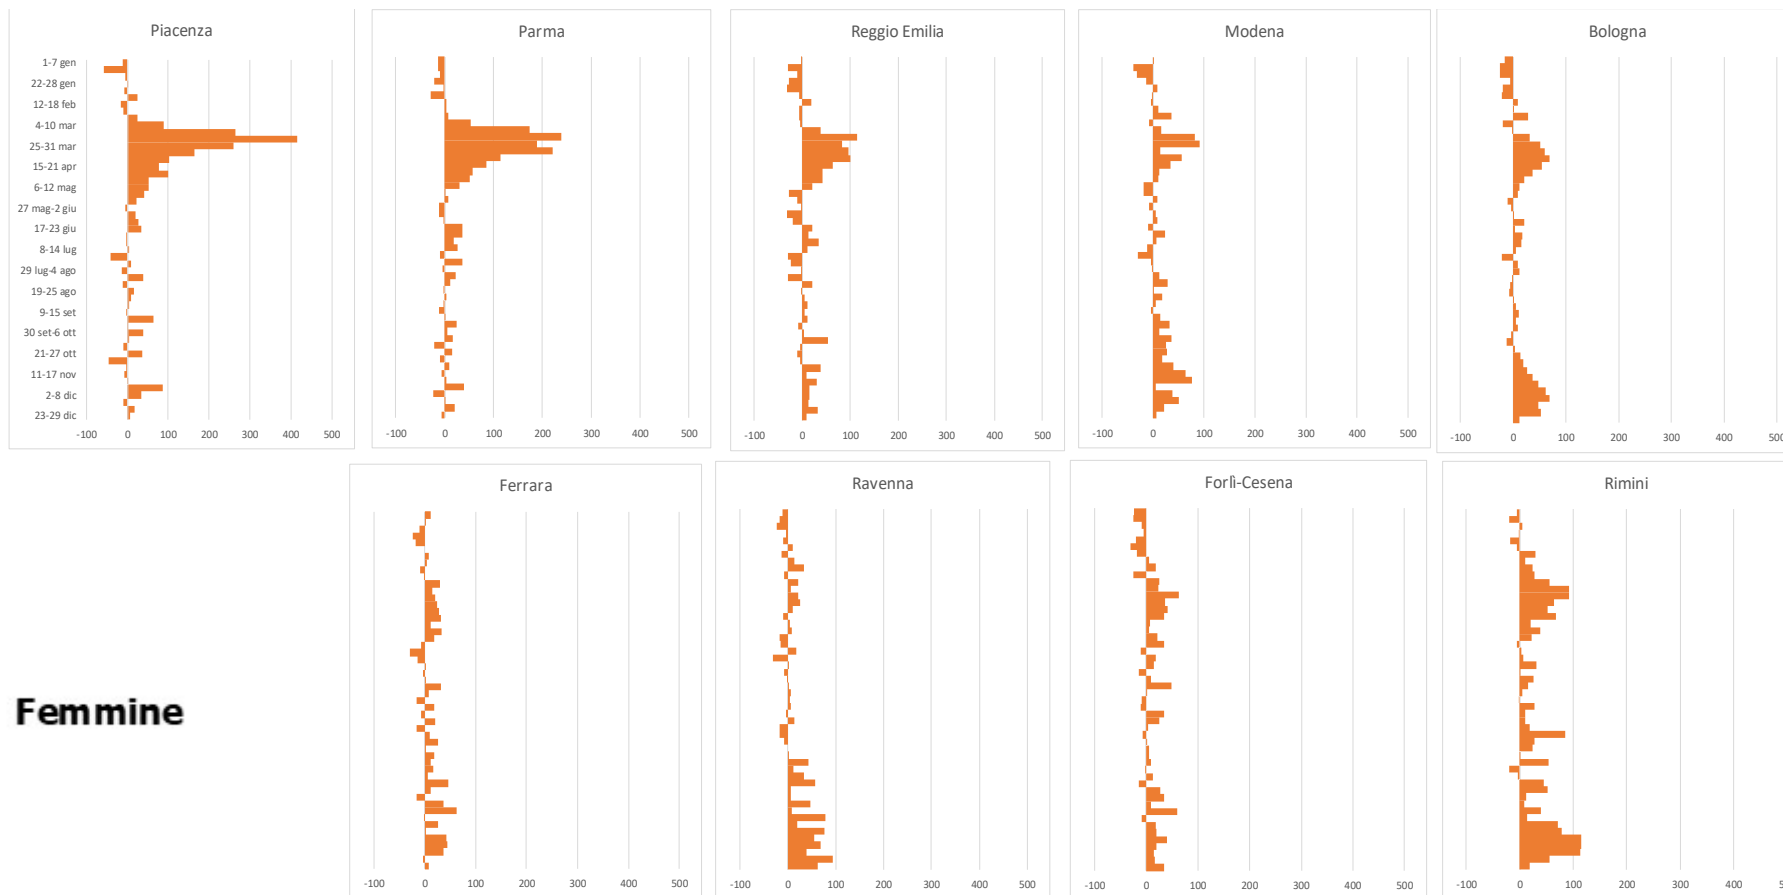 Piacenza
Parma
Reggio Emilia
Modena
Bologna
1-7 gen
22-28 gen
12-18 feb
4-10 mar
25-31 mar
15-21 apr
6-12 mag
27 mag-2 giu
17-23 giu
8-14 lug
29 lug-4 ago
19-25 ago
9-15 set
30 set-6 ott
21-27 ott
11-17 nov
2-8 dic
23-29 dic
-100 0 100 200 300 400 500
-100 0 100 200 300 400 500
-100 0 100 200 300 400 500
-100 0 100 200 300 400 500
-100 0 100 200 300 400 500
Ferrara
Ravenna
Forlì-Cesena
Rimini
Femmine
-100 0 100 200 300 400 500
-100 0 100 200 300 400 500
-100 0 100 200 300 400 500
-100 0 100 200 300 400 500